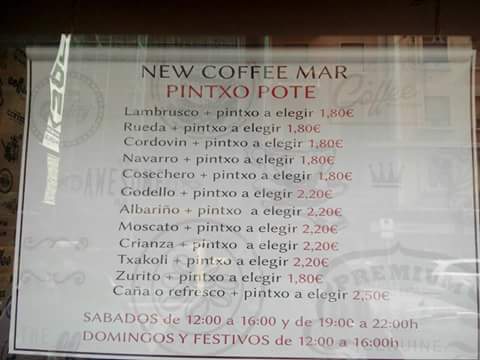 NEW COFFEE MAR
PINTXO POTE
Lambrusco + pintxo a elegir 1,80€
Rueda + pintxo a elegir 1,80€
Cordovin + pintxo a elegir 1,80€
Navarro + pintxo a elegir 1,80€
Cosechero + pintxo a elegir 1,80€
Godello + pintxo a elegir 2,20€
Albariño + pintxo a elegir 2,20€
Moscato + pintxo a elegir 2,20€
Crianza + pintxo a elegir 2,20€
Txakoli + pintxo a elegir 2,20€
Zurito + pintxo a elegir 1,80€
Caña o refresco + pintxo a elegir 2,50€
SABADOS de 12:00 a 16:00 y de 19:00 a 22:00h
DOMINGOS Y FESTIVOS de 12:00 a 16:00h
Coffee
PREMIUM